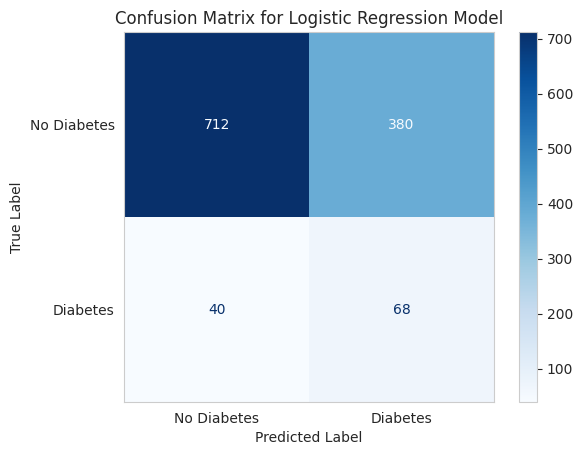 Confusion Matrix for Logistic Regression Model
True Label
No Diabetes
712
380
Diabetes
40
68
No Diabetes
Diabetes
Predicted Label
700
600
500
400
300
200
100